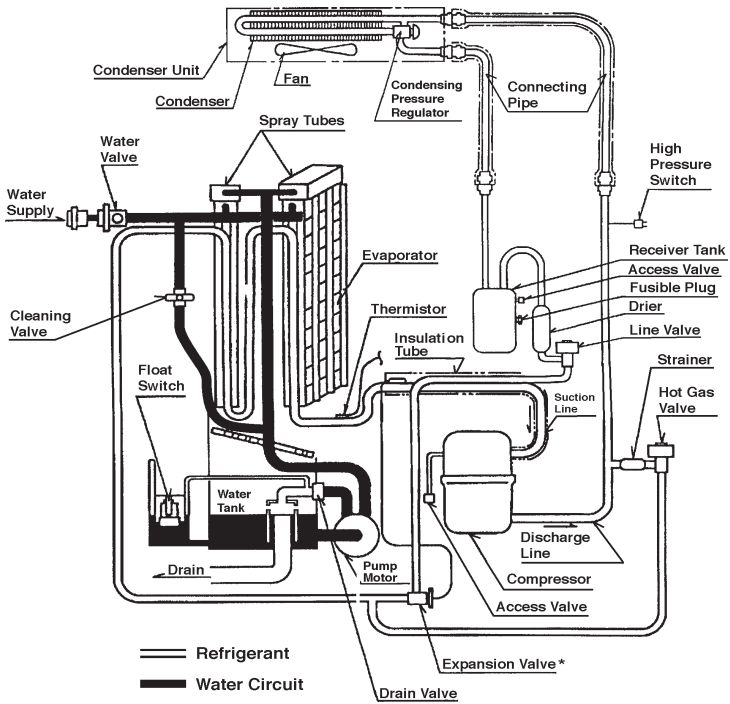 Condenser Unit
Condenser
Fan
Condensing
Pressure
Regulator
Connecting
Pipe
Spray Tubes
Water
Valve
High
Pressure
Switch
Water
Supply
Evaporator
Receiver Tank
Access Valve
Fusible Plug
Drier
Line Valve
Cleaning
Valve
Thermistor
Insulation
Tube
Float
Switch
Strainer
Hot Gas
Valve
Suction
Line
Water
Tank
Discharge
Line
Drain
Pump
Motor
Compressor
Access Valve
Expansion Valve*
Drain Valve
Refrigerant
Water Circuit